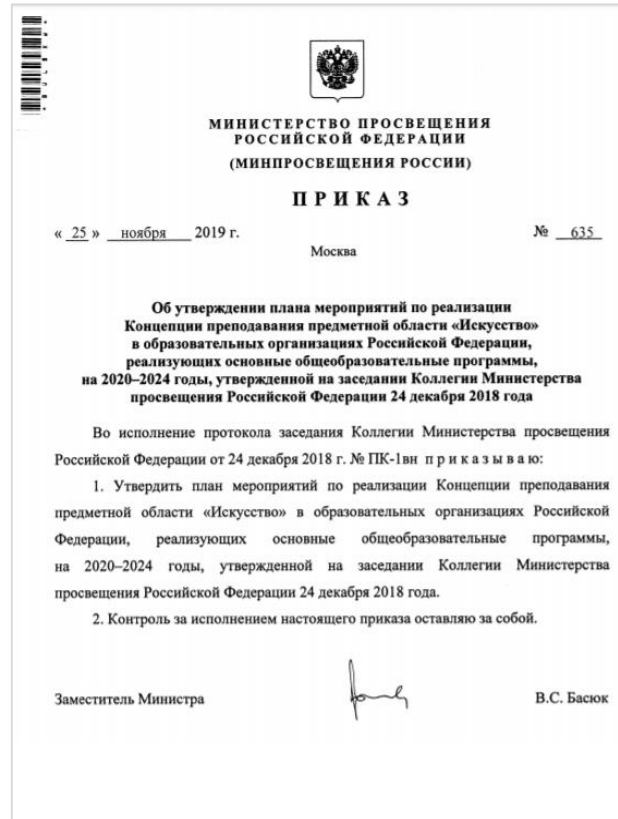 МИНИСТЕРСТВО ПРОСВЕЩЕНИЯ
РОССИЙСКОЙ ФЕДЕРАЦИИ
(МИНПРОСВЕЩЕНИЯ РОССИИ)
ПРИКАЗ
« 25 » ноября 2019 г. № 635
Москва
Об утверждении плана мероприятий по реализации
Концепции преподавания предметной области «Искусство»
в образовательных организациях Российской Федерации,
реализующих основные общеобразовательные программы,
на 2020–2024 годы, утвержденной на заседании Коллегии Министерства
просвещения Российской Федерации 24 декабря 2018 года
Во исполнение протокола заседания Коллегии Министерства просвещения
Российской Федерации от 24 декабря 2018 г. № ПК-1вн п р и к а з ы в а ю:
1. Утвердить план мероприятий по реализации Концепции преподавания
предметной области «Искусство» в образовательных организациях Российской
Федерации, реализующих основные общеобразовательные программы,
на 2020–2024 годы, утвержденной на заседании Коллегии Министерства
просвещения Российской Федерации 24 декабря 2018 года.
2. Контроль за исполнением настоящего приказа оставляю за собой.
Заместитель Министра В.С. Басюк